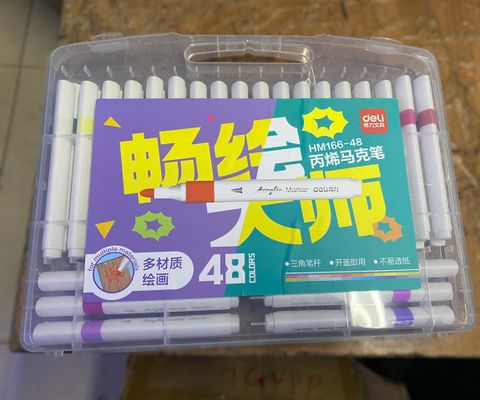 deli
得力文具
HM166-48
丙烯马克笔
畅绘
大师
Acrylic Marker deli得力
for multiple materials
多材质
绘画
48
COLORS
• 三角笔杆 • 开盖即用 • 不易透纸